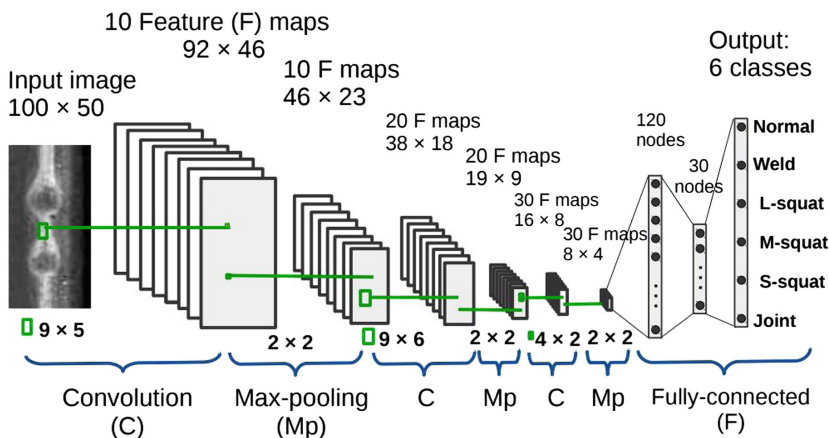 10 Feature (F) maps
92 × 46
Input image
100 × 50
10 F maps
46 × 23
20 F maps
38 × 18
20 F maps
19 × 9
30 F maps
16 × 8
30 F maps
8 × 4
120
nodes
30
nodes
Output:
6 classes
Normal
Weld
L-squat
M-squat
S-squat
Joint
9 × 5
2 × 2
9 × 6
2 × 2
4 × 2
2 × 2
Convolution
(C)
Max-pooling
(Mp)
C
Mp
C
Mp
Fully-connected
(F)